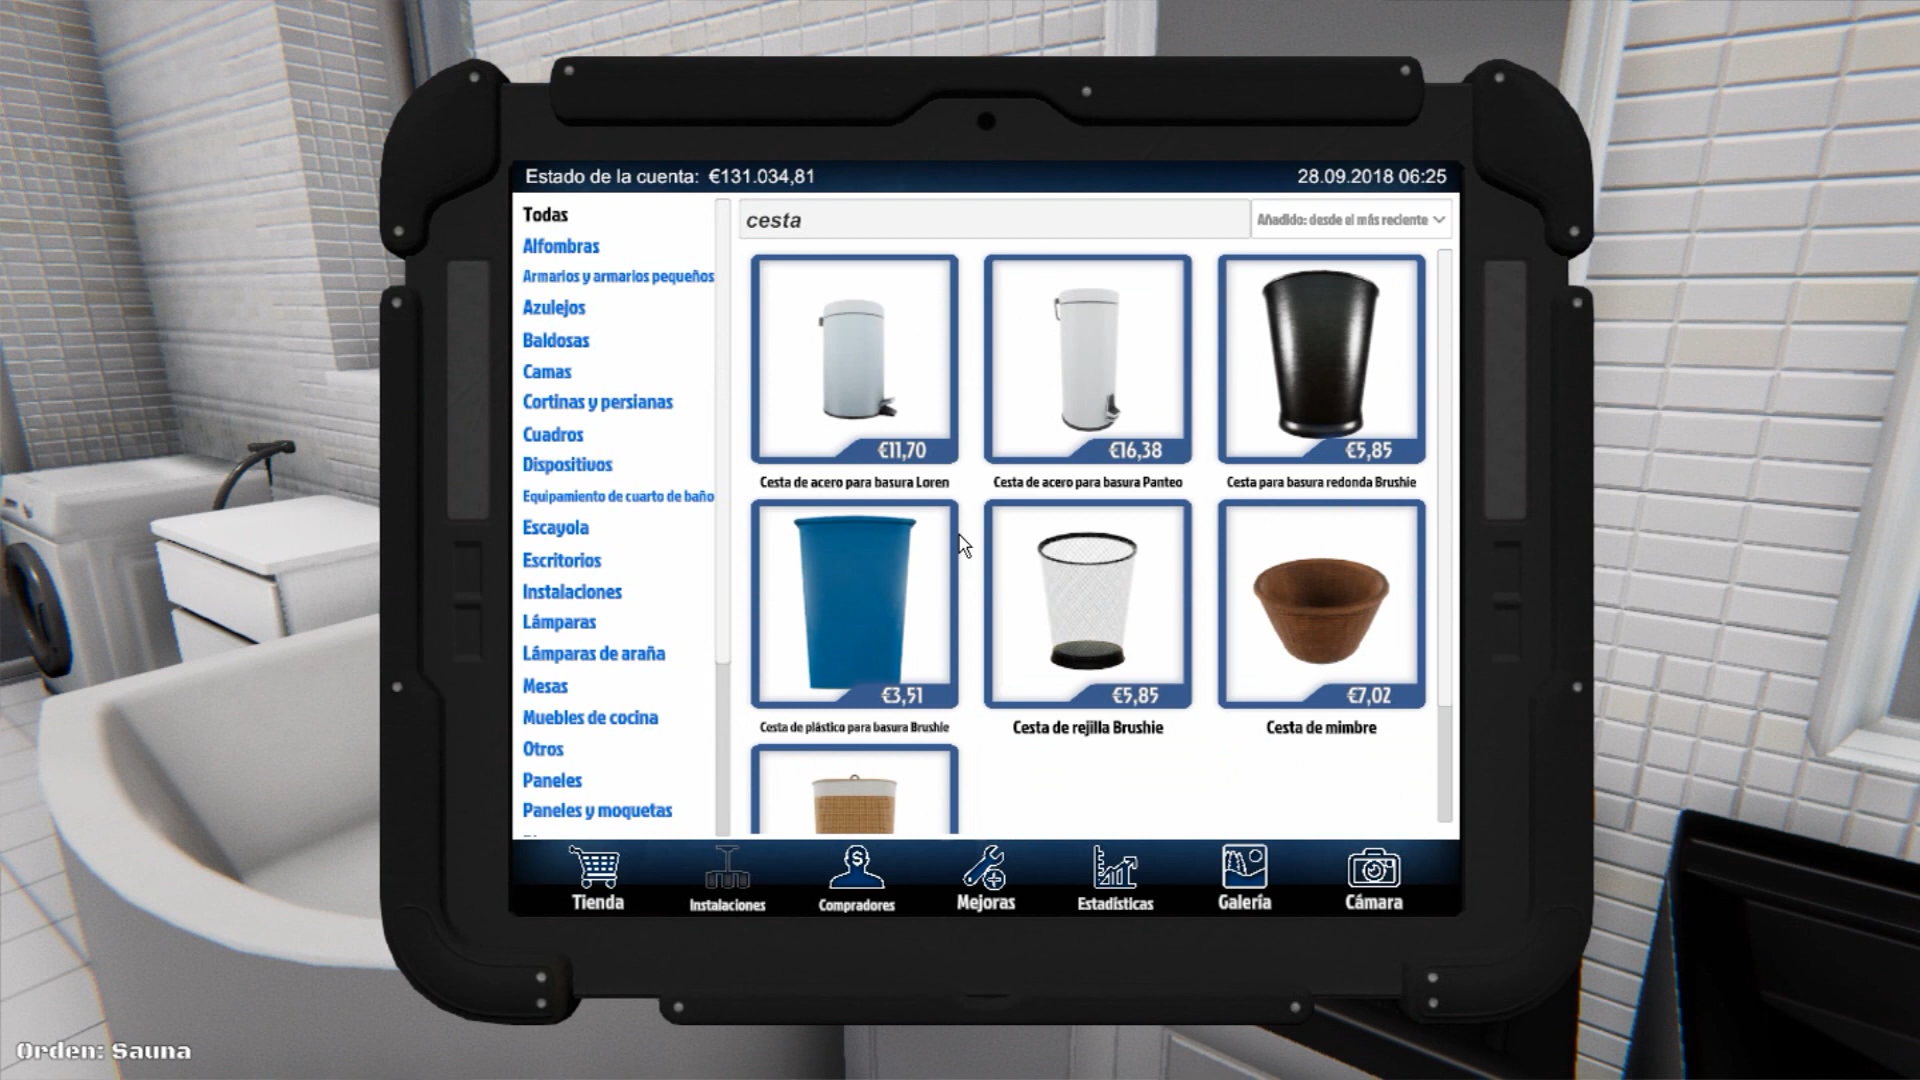 Estado de la cuenta: €131.034,81
28.09.2018 06:25
Todas
Alfombras
Armarios y armarios pequeños
Azulejos
Baldosas
Camas
Cortinas y persianas
Cuadros
Dispositivos
Equipamiento de cuarto de baño
Escayola
Escritorios
Instalaciones
Lámparas
Lámparas de araña
Mesas
Muebles de cocina
Otros
Paneles
Paneles y moquetas
cesta
Añadido: desde el más reciente
€11,70
€16,38
€5,85
Cesta de acero para basura Loren
Cesta de acero para basura Panteo
Cesta para basura redonda Brushie
€3,51
€5,85
€7,02
Cesta de plástico para basura Brushie
Cesta de rejilla Brushie
Cesta de mimbre
Tienda
Instalaciones
Compradores
Mejoras
Estadísticas
Galería
Cámara
Orden: Sauna